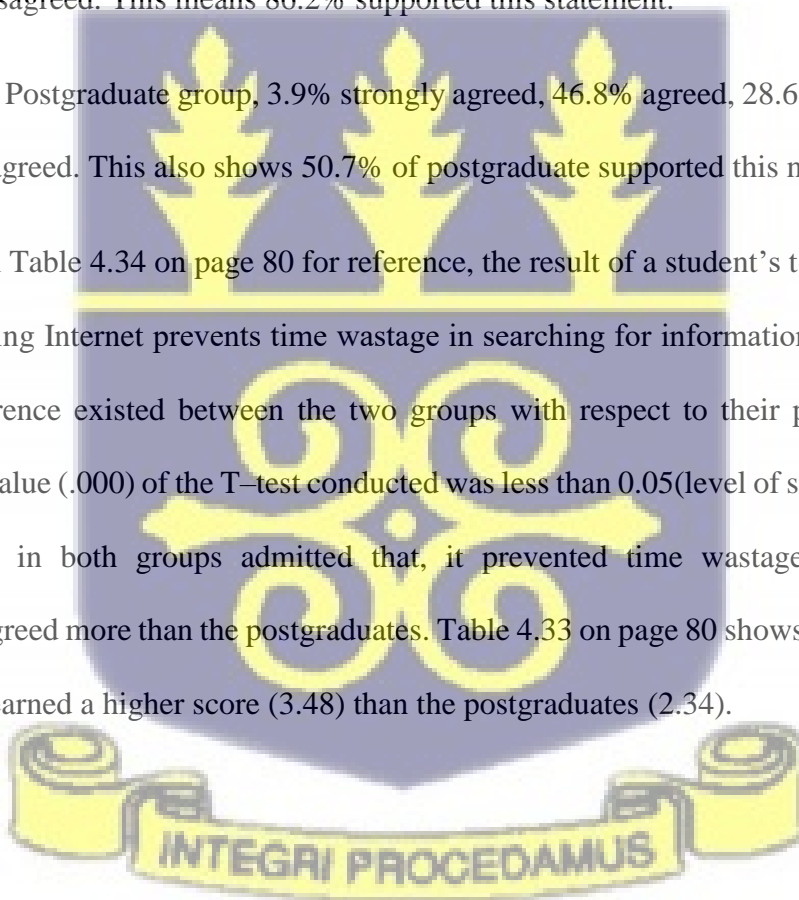 sagreed. This means 86.2% supported this statement.
Postgraduate group, 3.9% strongly agreed, 46.8% agreed, 28.6
greed. This also shows 50.7% of postgraduate supported this
Table 4.34 on page 80 for reference, the result of a student’s t
ing Internet prevents time wastage in searching for information
rence existed between the two groups with respect to their p
alue (.000) of the T–test conducted was less than 0.05(level of s
in both groups admitted that, it prevented time wastage
greed more than the postgraduates. Table 4.33 on page 80 shows
earned a higher score (3.48) than the postgraduates (2.34).
INTEGRI PROCEDAMUS